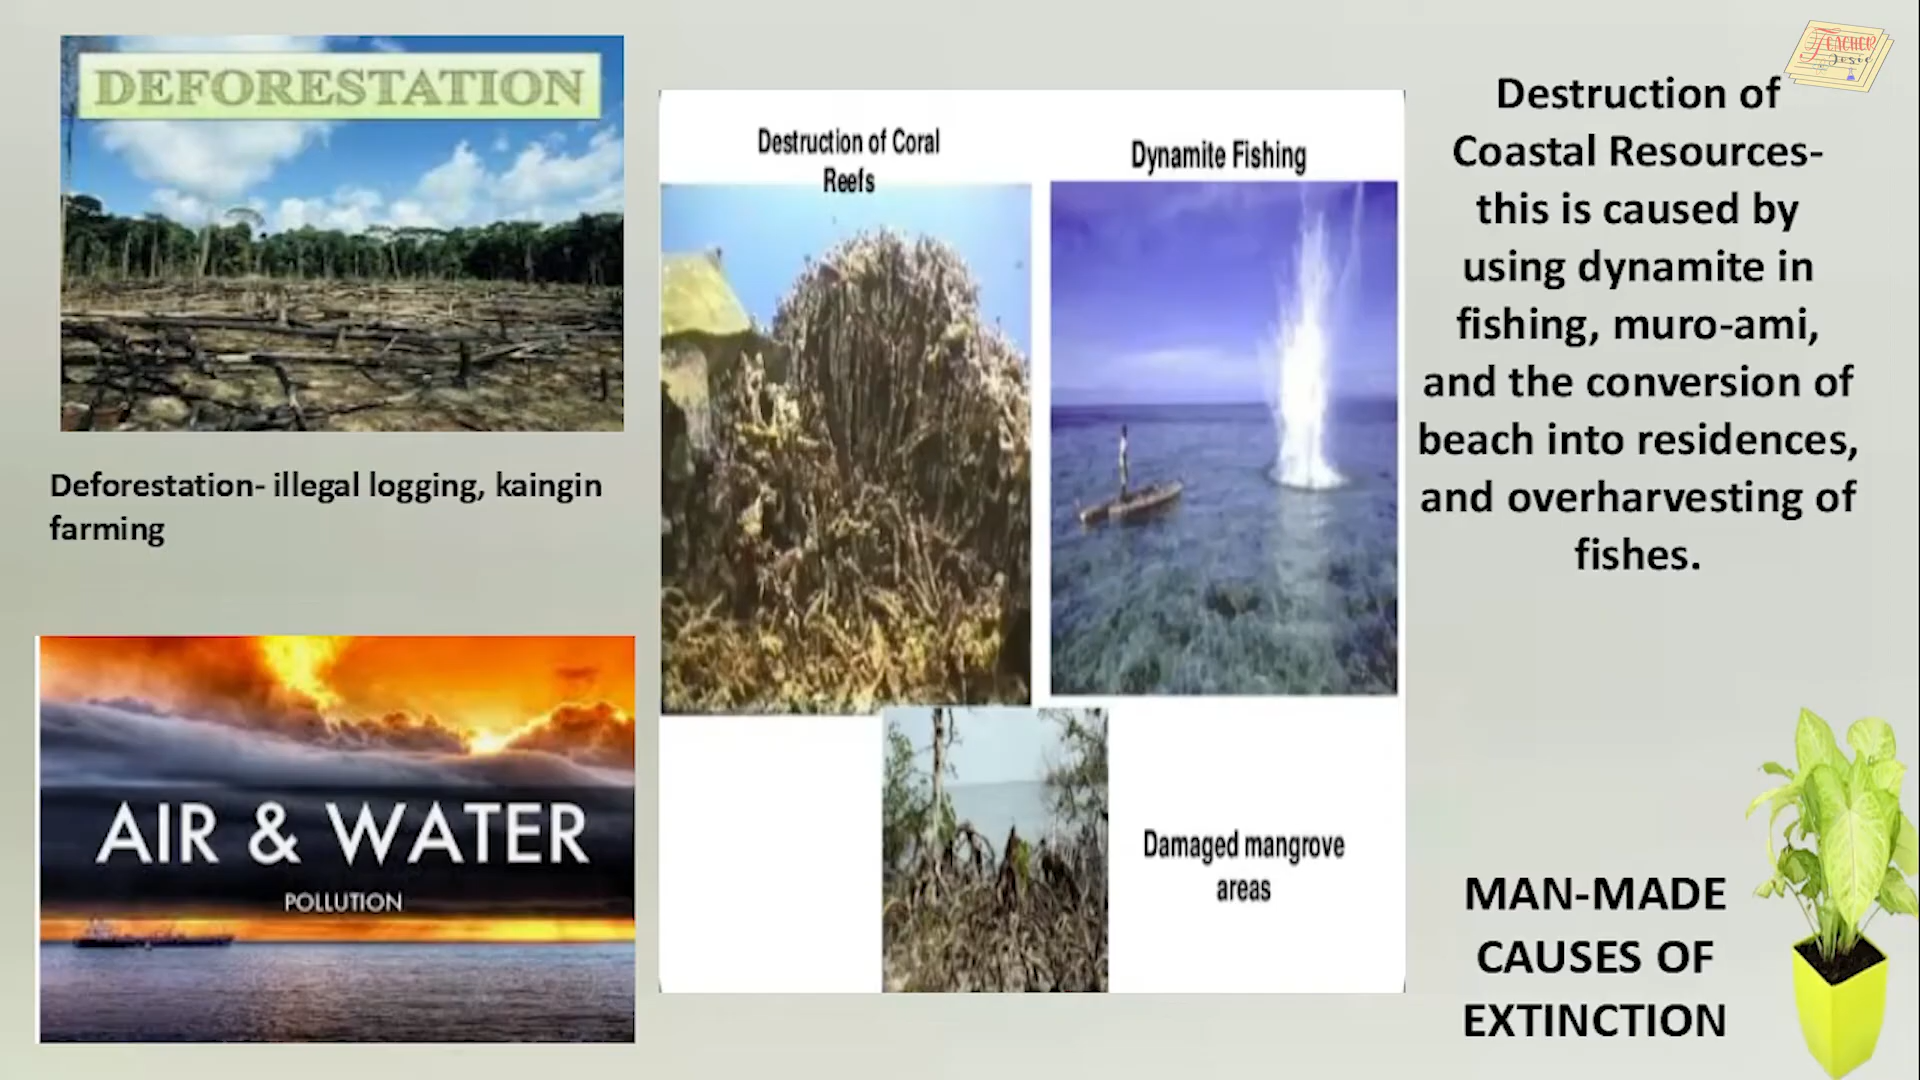 DEFORESTATION
Deforestation- illegal logging, kaingin
farming
AIR & WATER
POLLUTION
Destruction of Coral
Reefs
Dynamite Fishing
Damaged mangrove
areas
TEACHER
Josie
Destruction of
Coastal Resources-
this is caused by
using dynamite in
fishing, muro-ami,
and the conversion of
beach into residences,
and overharvesting of
fishes.
MAN-MADE
CAUSES OF
EXTINCTION